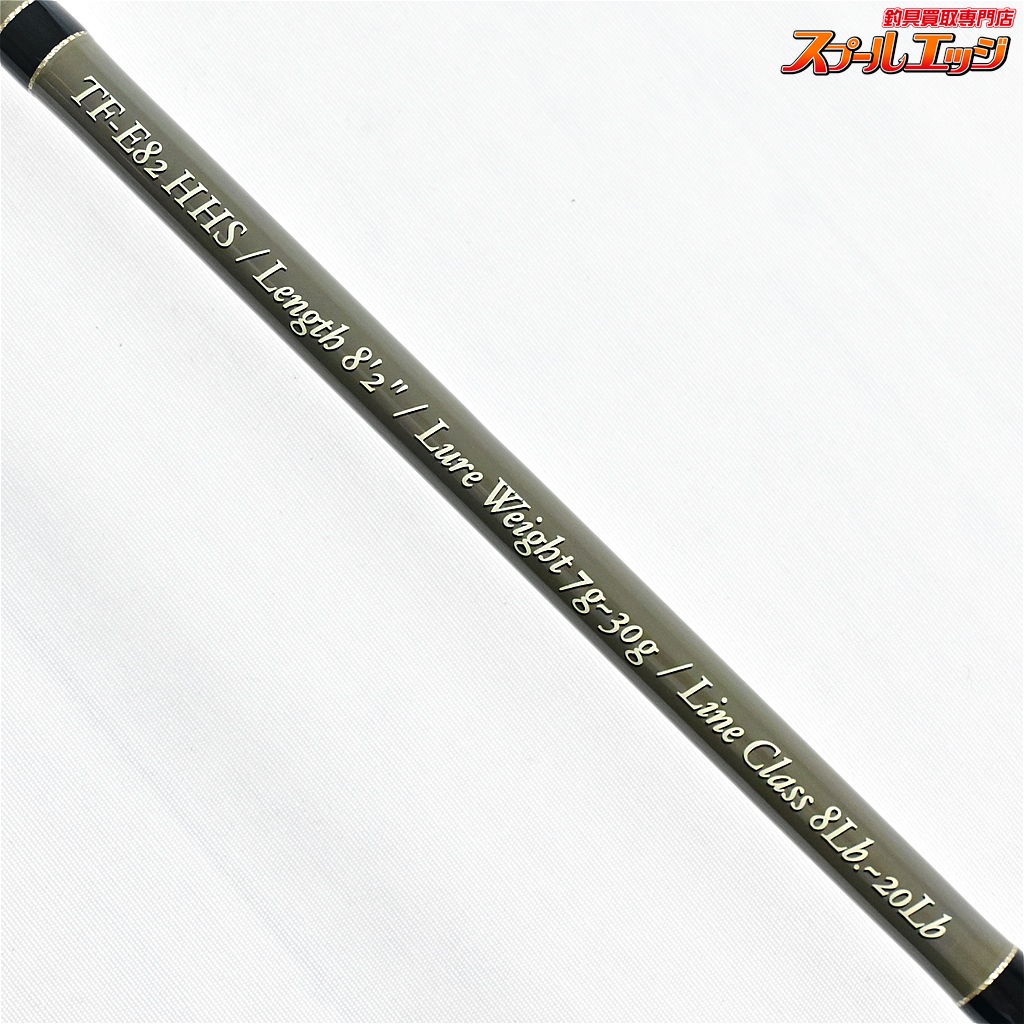 釣具買取専門店
スプールエッジ
TF-E82 HHS / Length 8'2" / Lure Weight 7g~30g / Line Class 8Lb.~20Lb